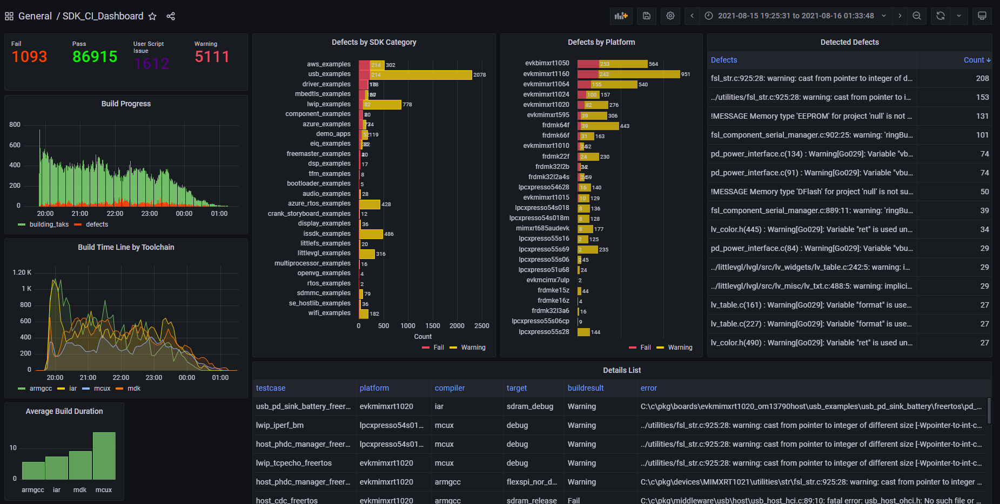 General / SDK_CI_Dashboard
2021-08-15 19:25:31 to 2021-08-16 01:33:48
Fail
1093
Pass
86915
User Script
Issue
1612
Warning
5111
Build Progress
800
600
400
200
0
20:00 21:00 22:00 23:00 00:00 01:00
building_taks defects
Build Time Line by Toolchain
1.20 K
1 K
800
600
400
200
0
20:00 21:00 22:00 23:00 00:00 01:00
armgcc iar mcux mdk
Average Build Duration
10
0
armgcc iar mdk mcux
Defects by SDK Category
aws_examples 214 302
usb_examples 214 2078
driver_examples
mbedtls_examples
lwip_examples 82 778
component_examples
azure_examples
demo_apps 119
eiq_examples
freemaster_examples
dsp_examples 17
tfm_examples 8
bootloader_examples 5
audio_examples 28
azure_rtos_examples 428
crank_storyboard_examples 12
display_examples 36
issdk_examples 486
littlefs_examples 20
littlevgl_examples 316
multiprocessor_examples 16
openvg_examples 4
rtos_examples 2
sdmmc_examples 79
se_hostlib_examples 36
wifi_examples 182
0 500 1000 1500 2000 2500
Count
Fail Warning
Defects by Platform
evkbimxrt1050 253 564
evkmimxrt1160 242 951
evkmimxrt1064 155 540
evkmimxrt1024 100 157
evkmimxrt1020 82 276
evkmimxrt595 39 306
frdmk64f 39 443
frdmk66f 31 163
evkmimxrt1010
frdmk22f 24 230
frdmk32l2b
frdmk32l2a4s
lpcxpresso54628 16 140
evkmimxrt1015 10 129
lpcxpresso54s018 8 136
lpcxpresso54s018m 8 128
mimxrt685audevk 8 177
lpcxpresso55s16 2 125
lpcxpresso55s69 2 235
lpcxpresso55s06 2 45
lpcxpresso51u68 24
evkmcimx7ulp 2
frdmke15z 44
frdmke16z 4
frdmk32l3a6 16
lpcxpresso55s06cp 9
lpcxpresso55s28 144
Fail Warning
Detected Defects
Defects Count
fsl_str.c:925:28: warning: cast from pointer to integer of d... 208
../utilities/fsl_str.c:925:28: warning: cast from pointer to i... 153
!MESSAGE Memory type 'EEPROM' for project 'null' is not ... 131
fsl_component_serial_manager.c:902:25: warning: 'ringBu... 101
pd_power_interface.c(134) : Warning[Go029]: Variable "vb... 74
pd_power_interface.c(91) : Warning[Go029]: Variable "vbu... 74
!MESSAGE Memory type 'DFlash' for project 'null' is not su... 50
fsl_component_serial_manager.c:889:11: warning: 'ringBu... 39
lv_color.h(445) : Warning[Go029]: Variable "ret" is used un... 34
pd_power_interface.c(84) : Warning[Go029]: Variable "vbu... 29
../littlevgl/lvgl/src/lv_widgets/lv_table.c:242:5: warning: i... 29
../littlevgl/lvgl/src/lv_misc/lv_txt.c:488:5: warning: implici... 29
lv_table.c(161) : Warning[Go029]: Variable "format" is use... 27
lv_table.c(227) : Warning[Go029]: Variable "format" is use... 27
lv_color.h(490) : Warning[Go029]: Variable "ret" is used un... 27
Details List
testcase platform compiler target buildresult error
usb_pd_sink_battery_freer... evkmimxrt1020 iar sdram_debug Warning C:\c\pkg\boards\evkmimxrt1020_om13790host\usb_examples\usb_pd_sink_battery\freertos\pd_...
lwip_iperf_bm lpcxpresso54s01... mcux debug Warning ../utilities/fsl_str.c:925:28: warning: cast from pointer to integer of different size [-Wpointer-to-int-c...
host_phdc_manager_freer... lpcxpresso54s01... mcux debug Warning ../utilities/fsl_str.c:925:28: warning: cast from pointer to integer of different size [-Wpointer-to-int-c...
lwip_tcpecho_freertos evkmimxrt1020 mcux debug Warning ../utilities/fsl_str.c:925:28: warning: cast from pointer to integer of different size [-Wpointer-to-int-c...
host_phdc_manager_freer... evkmimxrt1020 armgcc flexspi_nor_d... Warning C:\c\pkg\devices\MIMXRT1021\utilities\str\fsl_str.c:925:28: warning: cast from pointer to integer ...
host_cdc_freertos evkmimxrt1020 armgcc sdram_release Fail C:\c\pkg\middleware\usb\host\usb_host_hci.c:89:10: fatal error: usb_host_ohci.h: No such file or ...